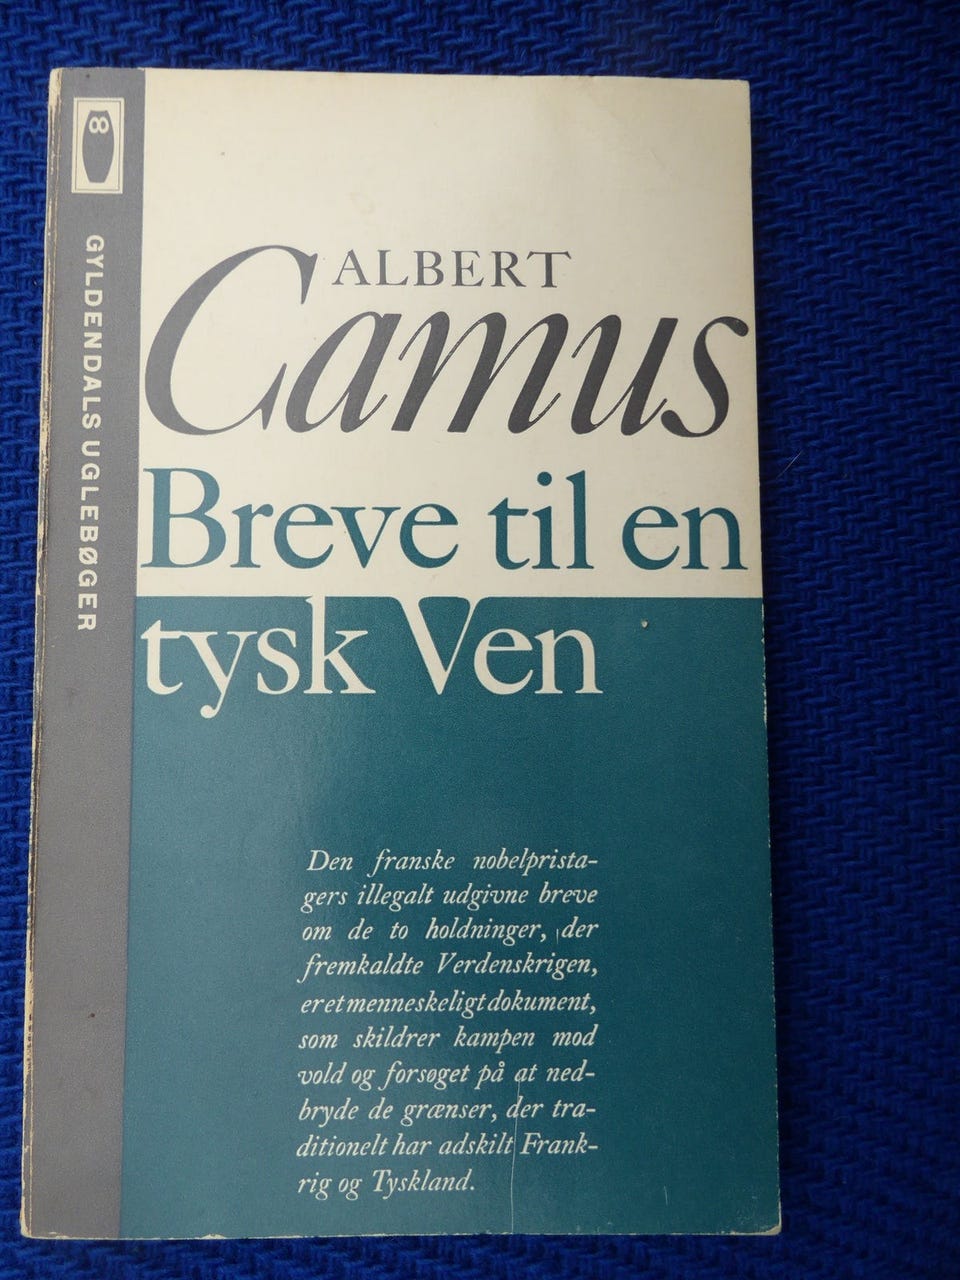 GYLDENDALS UGLEBØGER
ALBERT
Camus
Breve til en
tysk Ven
Den franske nobelprista-
gers illegalt udgivne breve
om de to holdninger, der
fremkaldte Verdenskrigen,
er et menneskeligt dokument,
som skildrer kampen mod
vold og forsøget på at ned-
bryde de grænser, der tra-
ditionelt har adskilt Frank-
rig og Tyskland.